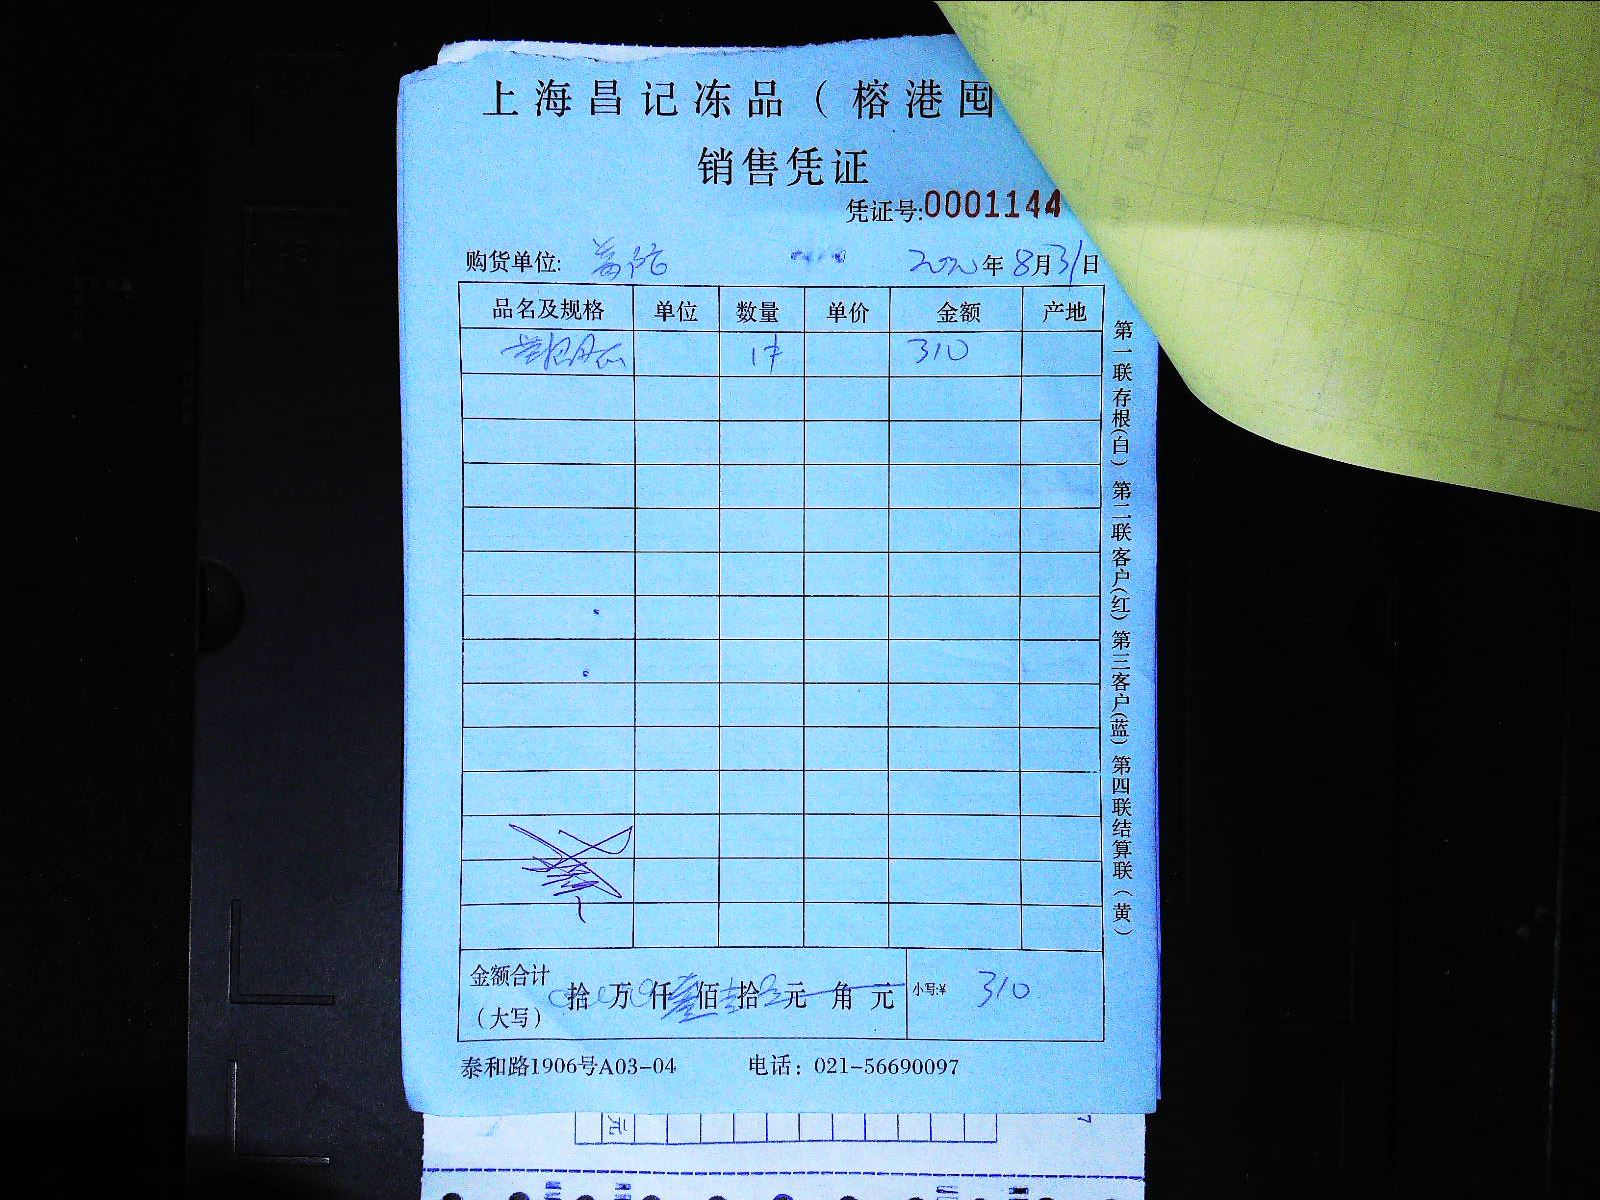 上海昌记冻品（榕港囤
销售凭证
凭证号:0001144
购货单位: 2020年8月31日
品名及规格 单位 数量 单价 金额 产地
1件 310
金额合计（大写） 拾 万 仟 佰 拾 元 角 元 小写:¥ 310
泰和路1906号A03-04 电话：021-56690097
第一联存根(白) 第二联客户(红) 第三客户(蓝) 第四联结算联(黄)
元